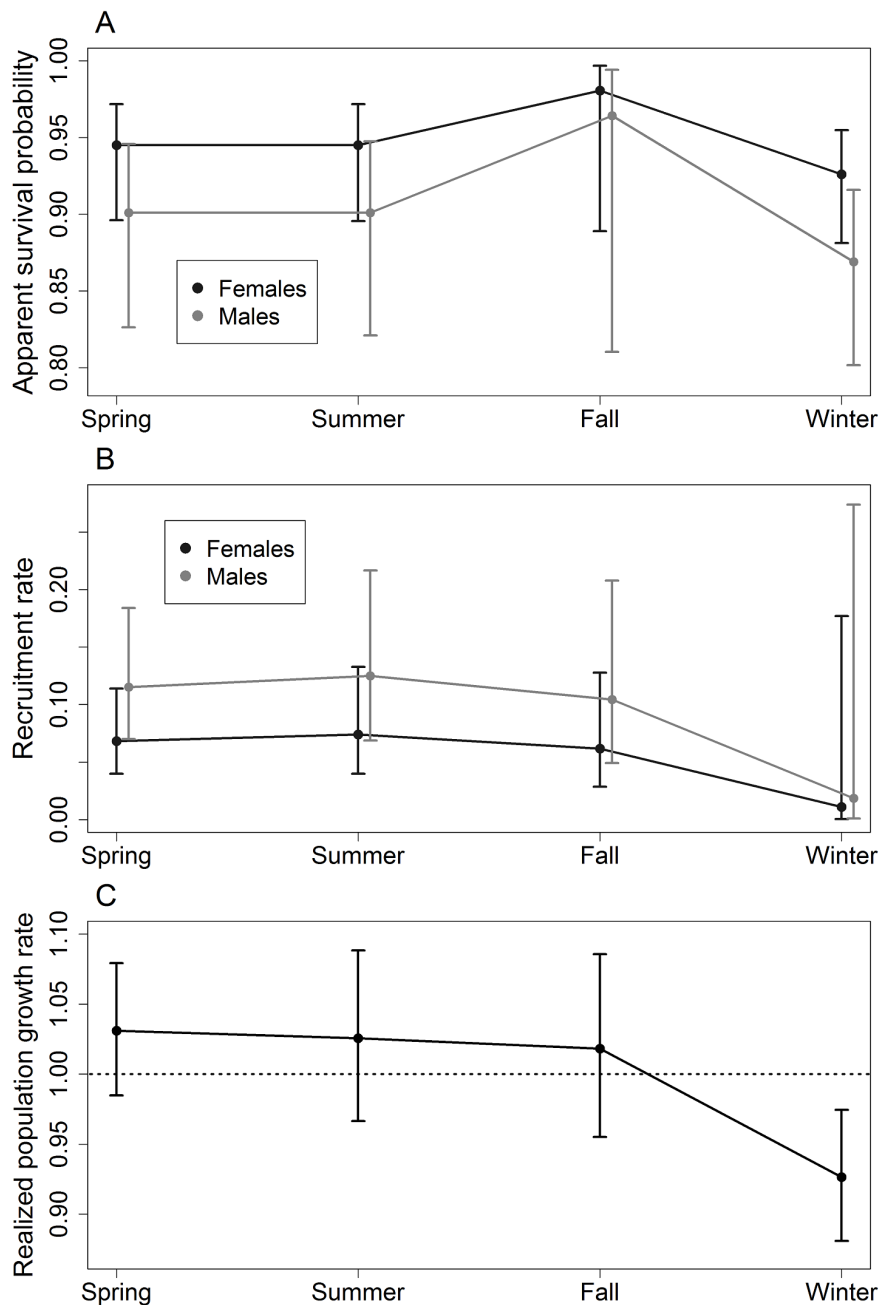 A
Apparent survival probability
1.00
0.95
0.90
0.85
0.80
Females
Males
Spring Summer Fall Winter
B
Recruitment rate
0.20
0.10
0.00
Females
Males
Spring Summer Fall Winter
C
Realized population growth rate
1.10
1.05
1.00
0.95
0.90
Spring Summer Fall Winter